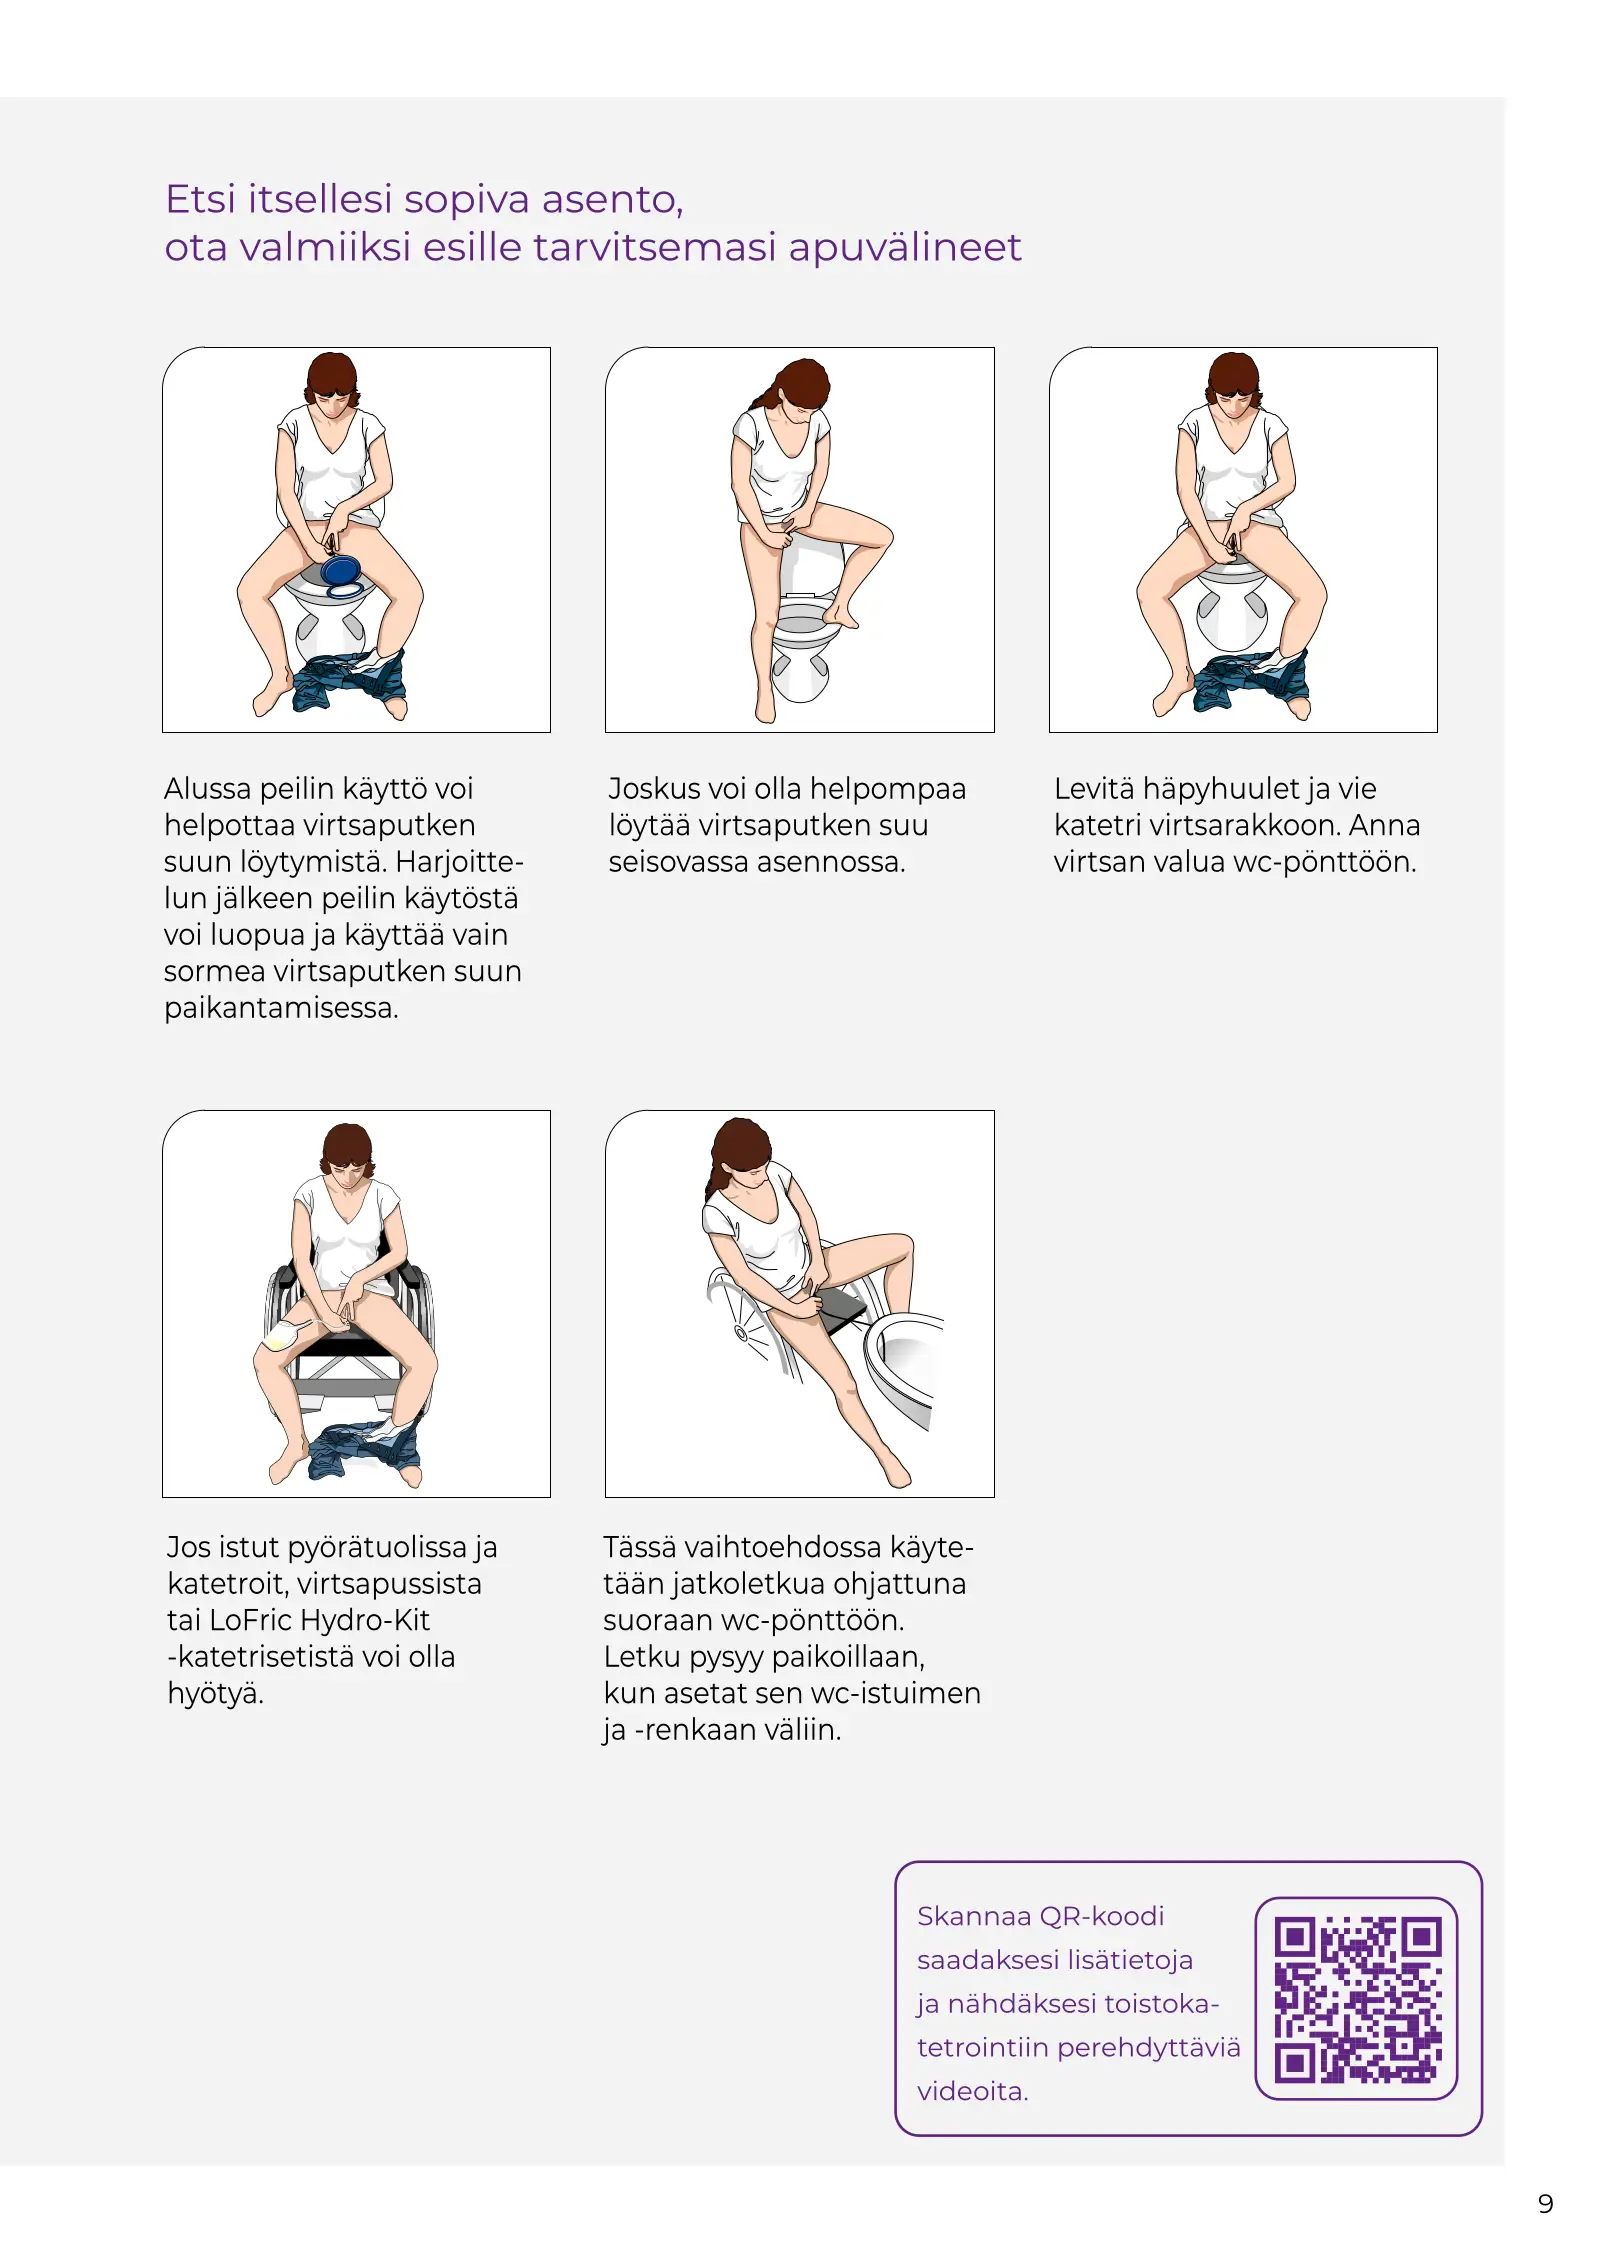 Etsi itsellesi sopiva asento,
ota valmiiksi esille tarvitsemasi apuvälineet
Alussa peilin käyttö voi
helpottaa virtsaputken
suun löytymistä. Harjoitte-
lun jälkeen peilin käytöstä
voi luopua ja käyttää vain
sormea virtsaputken suun
paikantamisessa.
Joskus voi olla helpompaa
löytää virtsaputken suu
seisovassa asennossa.
Levitä häpyhuulet ja vie
katetri virtsarakkoon. Anna
virtsan valua wc-pönttöön.
Jos istut pyörätuolissa ja
katetroit, virtsapussista
tai LoFric Hydro-Kit
-katetrisetistä voi olla
hyötyä.
Tässä vaihtoehdossa käyte-
tään jatkoletkua ohjattuna
suoraan wc-pönttöön.
Letku pysyy paikoillaan,
kun asetat sen wc-istuimen
ja -renkaan väliin.
Skannaa QR-koodi
saadaksesi lisätietoja
ja nähdäksesi toistoka-
tetrointiin perehdyttäviä
videoita.
9